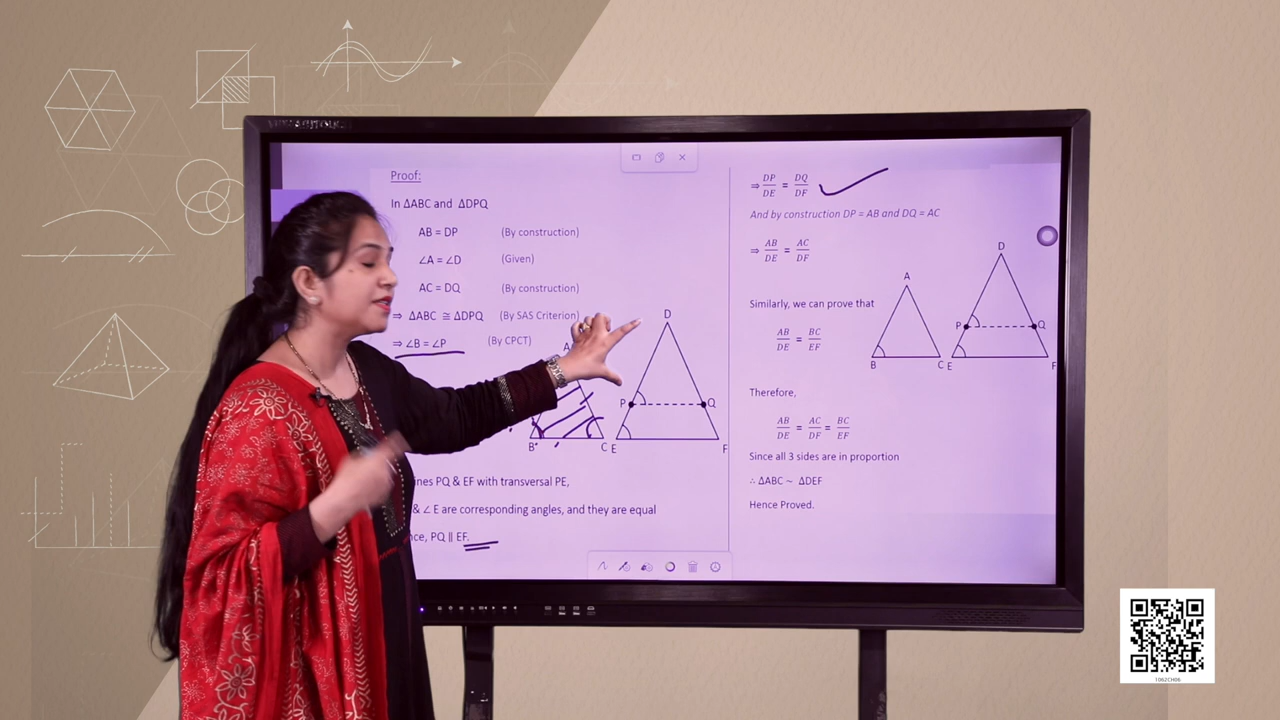 Proof:
In ΔABC and ΔDPQ
AB = DP (By construction)
∠A = ∠D (Given)
AC = DQ (By construction)
⇒ ΔABC ≅ ΔDPQ (By SAS Criterion)
⇒ ∠B = ∠P (By CPCT)
A
B
C
D
P
Q
E
F
ines PQ & EF with transversal PE,
& ∠ E are corresponding angles, and they are equal
nce, PQ ∥ EF.
⇒ DP/DE = DQ/DF
And by construction DP = AB and DQ = AC
⇒ AB/DE = AC/DF
Similarly, we can prove that
AB/DE = BC/EF
A
B
C
D
P
Q
E
F
Therefore,
AB/DE = AC/DF = BC/EF
Since all 3 sides are in proportion
∴ ΔABC ~ ΔDEF
Hence Proved.
1062CH06